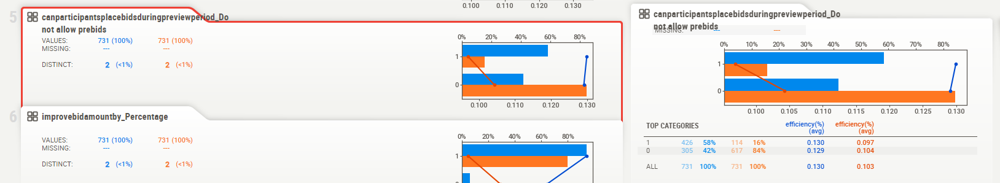 0.100 0.110 0.120 0.130
5
canparticipantsplacebidsduringpreviewperiod_Do
not allow prebids
VALUES: 731 (100%) 731 (100%)
MISSING: --- ---
DISTINCT: 2 (<1%) 2 (<1%)
0% 20% 40% 60% 80%
1
0
0.100 0.110 0.120 0.130
6
improvebidamountby_Percentage
VALUES: 731 (100%) 731 (100%)
MISSING: --- ---
DISTINCT: 2 (<1%) 2 (<1%)
0% 20% 40% 60% 80%
1
canparticipantsplacebidsduringpreviewperiod_Do
not allow prebids
MISSING: --- ---
0% 10% 20% 30% 40% 50% 60% 70% 80%
1
0
0.100 0.105 0.110 0.115 0.120 0.125 0.130
TOP CATEGORIES efficiency(%) efficiency(%)
(avg) (avg)
1 426 58% 114 16% 0.130 0.097
0 305 42% 617 84% 0.129 0.104
ALL 731 100% 731 100% 0.130 0.103